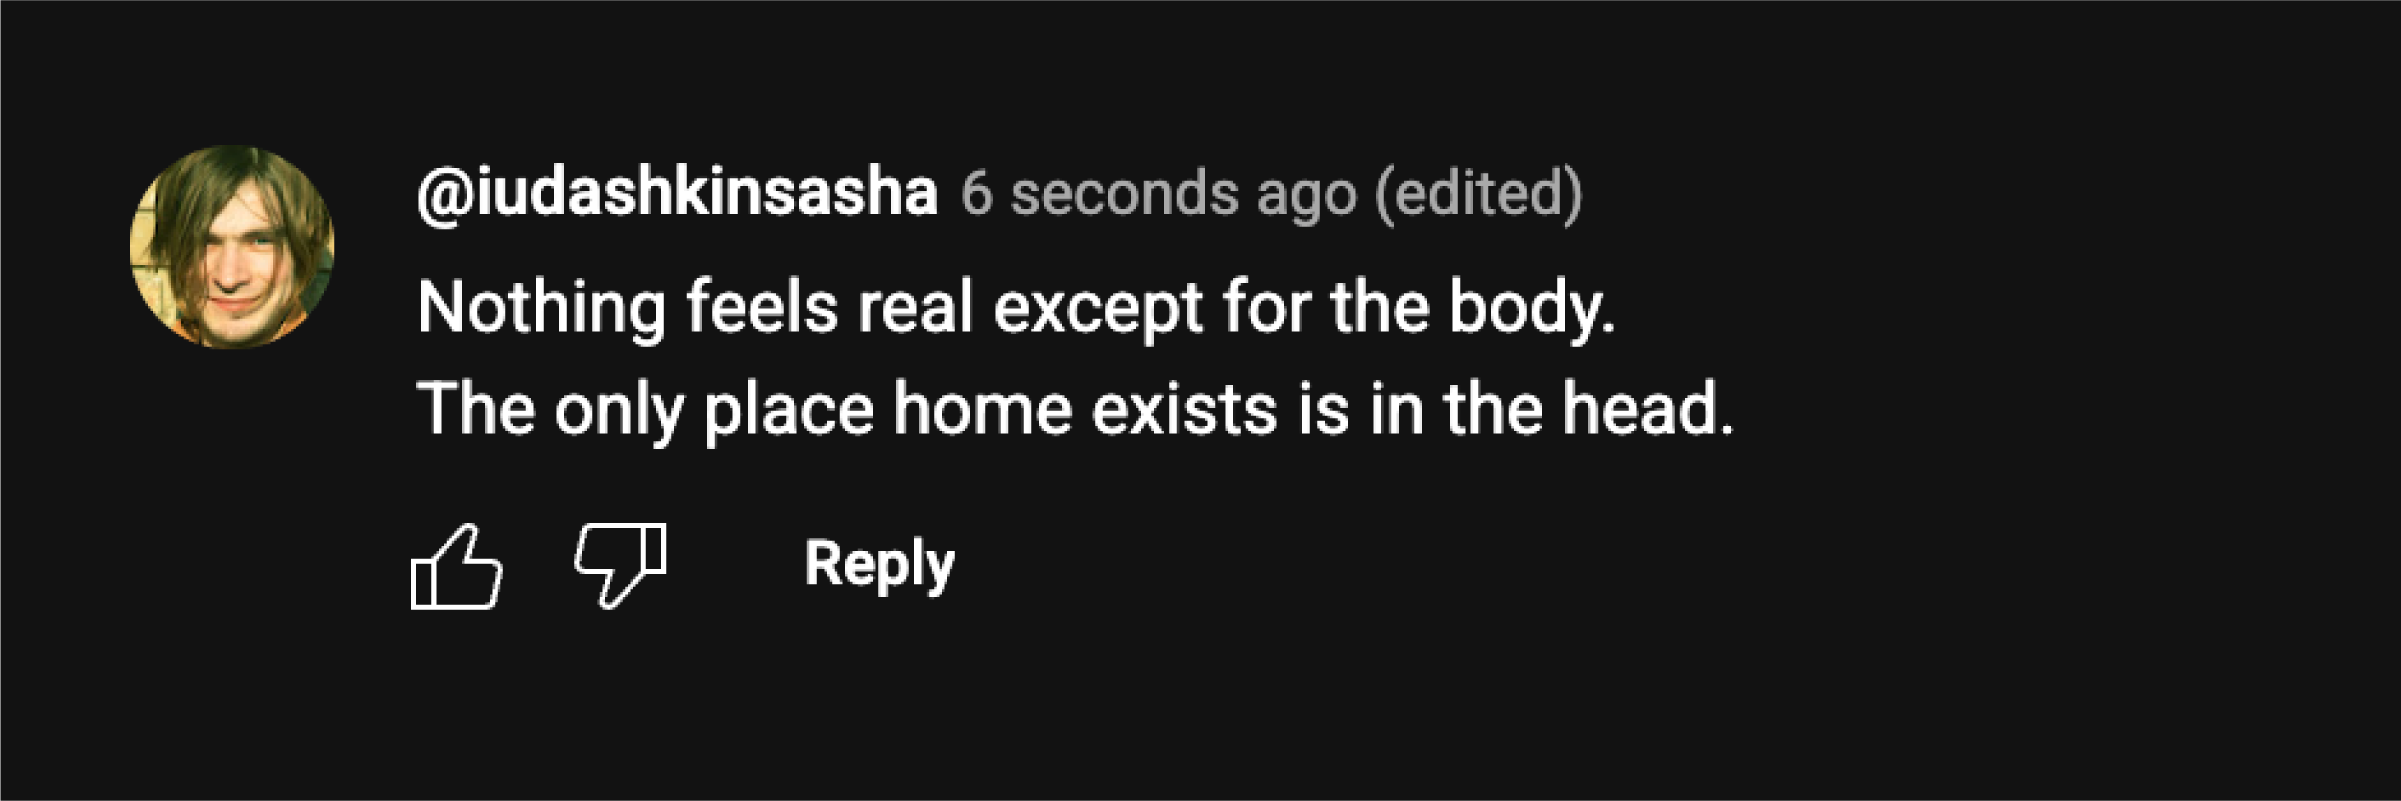 @iudashkinsasha 6 seconds ago (edited)
Nothing feels real except for the body.
The only place home exists is in the head.
Reply